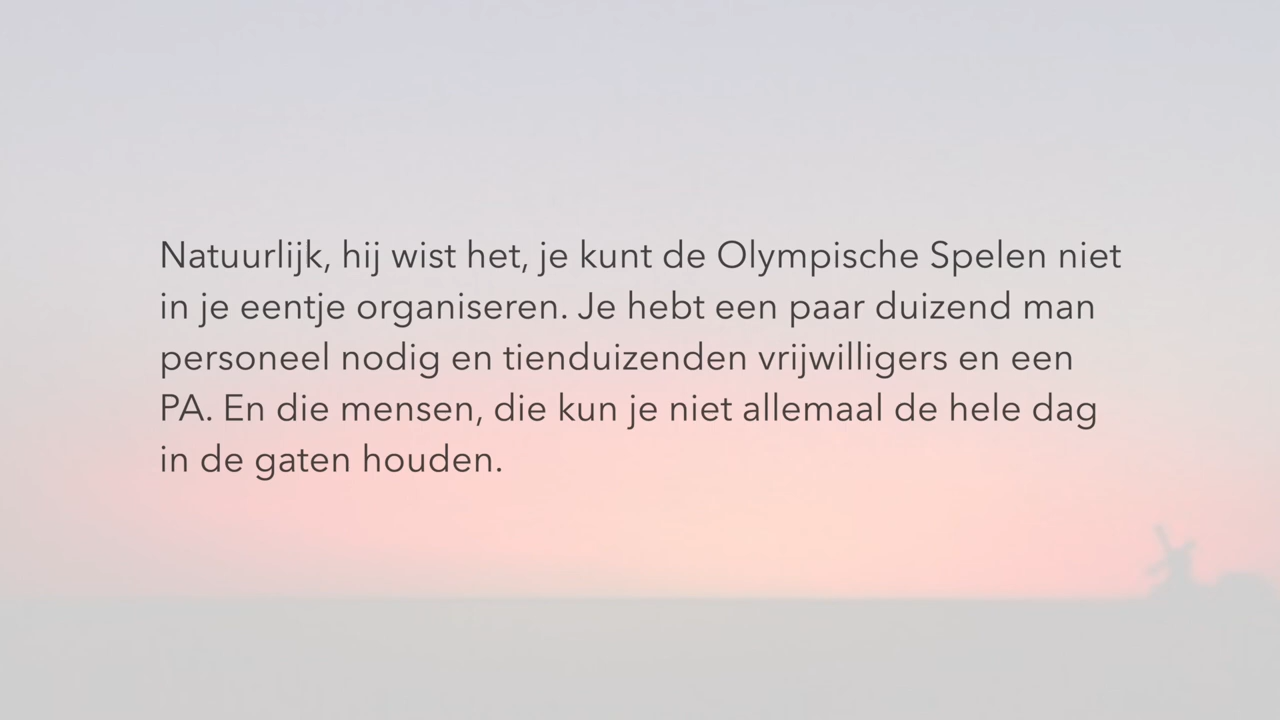 Natuurlijk, hij wist het, je kunt de Olympische Spelen niet
in je eentje organiseren. Je hebt een paar duizend man
personeel nodig en tienduizenden vrijwilligers en een
PA. En die mensen, die kun je niet allemaal de hele dag
in de gaten houden.